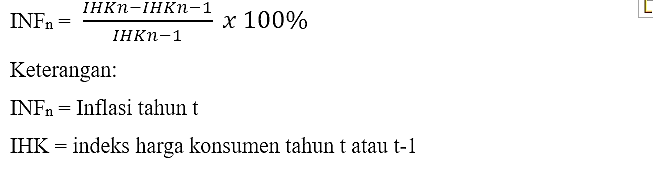 INFₙ = (IHKn−IHKn−1)/(IHKn−1) x 100%
Keterangan:
INFₙ = Inflasi tahun t
IHK = indeks harga konsumen tahun t atau t-1